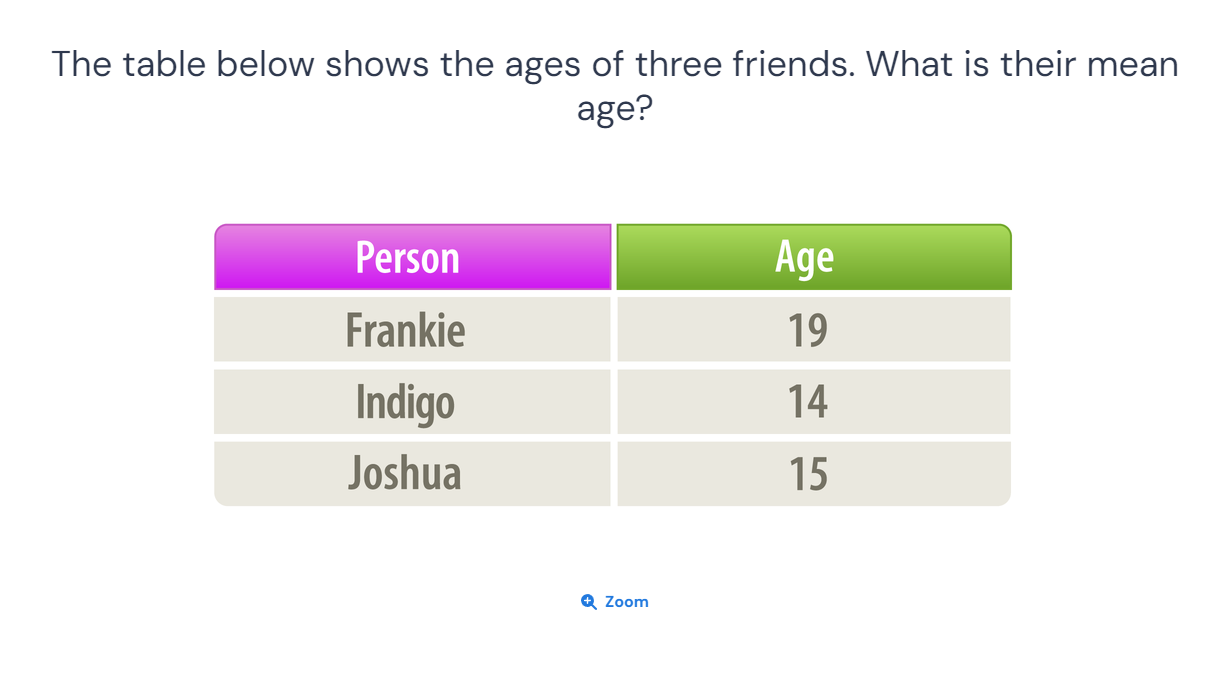 The table below shows the ages of three friends. What is their mean
age?
Person Age
Frankie 19
Indigo 14
Joshua 15
Zoom